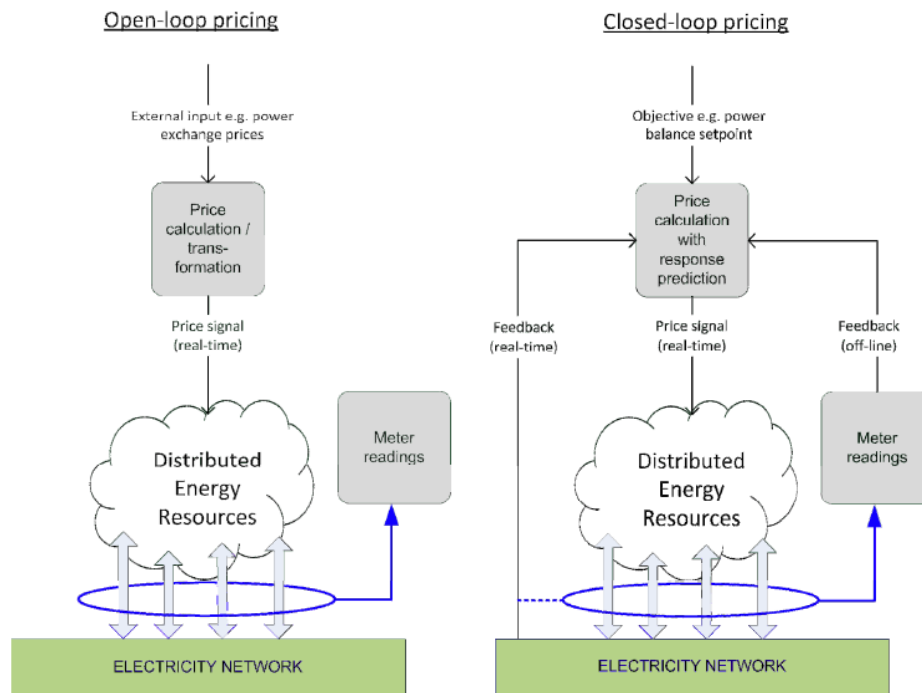 Open-loop pricing
External input e.g. power
exchange prices
Price
calculation /
trans-
formation
Price signal
(real-time)
Distributed
Energy
Resources
Meter
readings
ELECTRICITY NETWORK
Closed-loop pricing
Objective e.g. power
balance setpoint
Price
calculation
with
response
prediction
Feedback
(real-time)
Price signal
(real-time)
Feedback
(off-line)
Distributed
Energy
Resources
Meter
readings
ELECTRICITY NETWORK